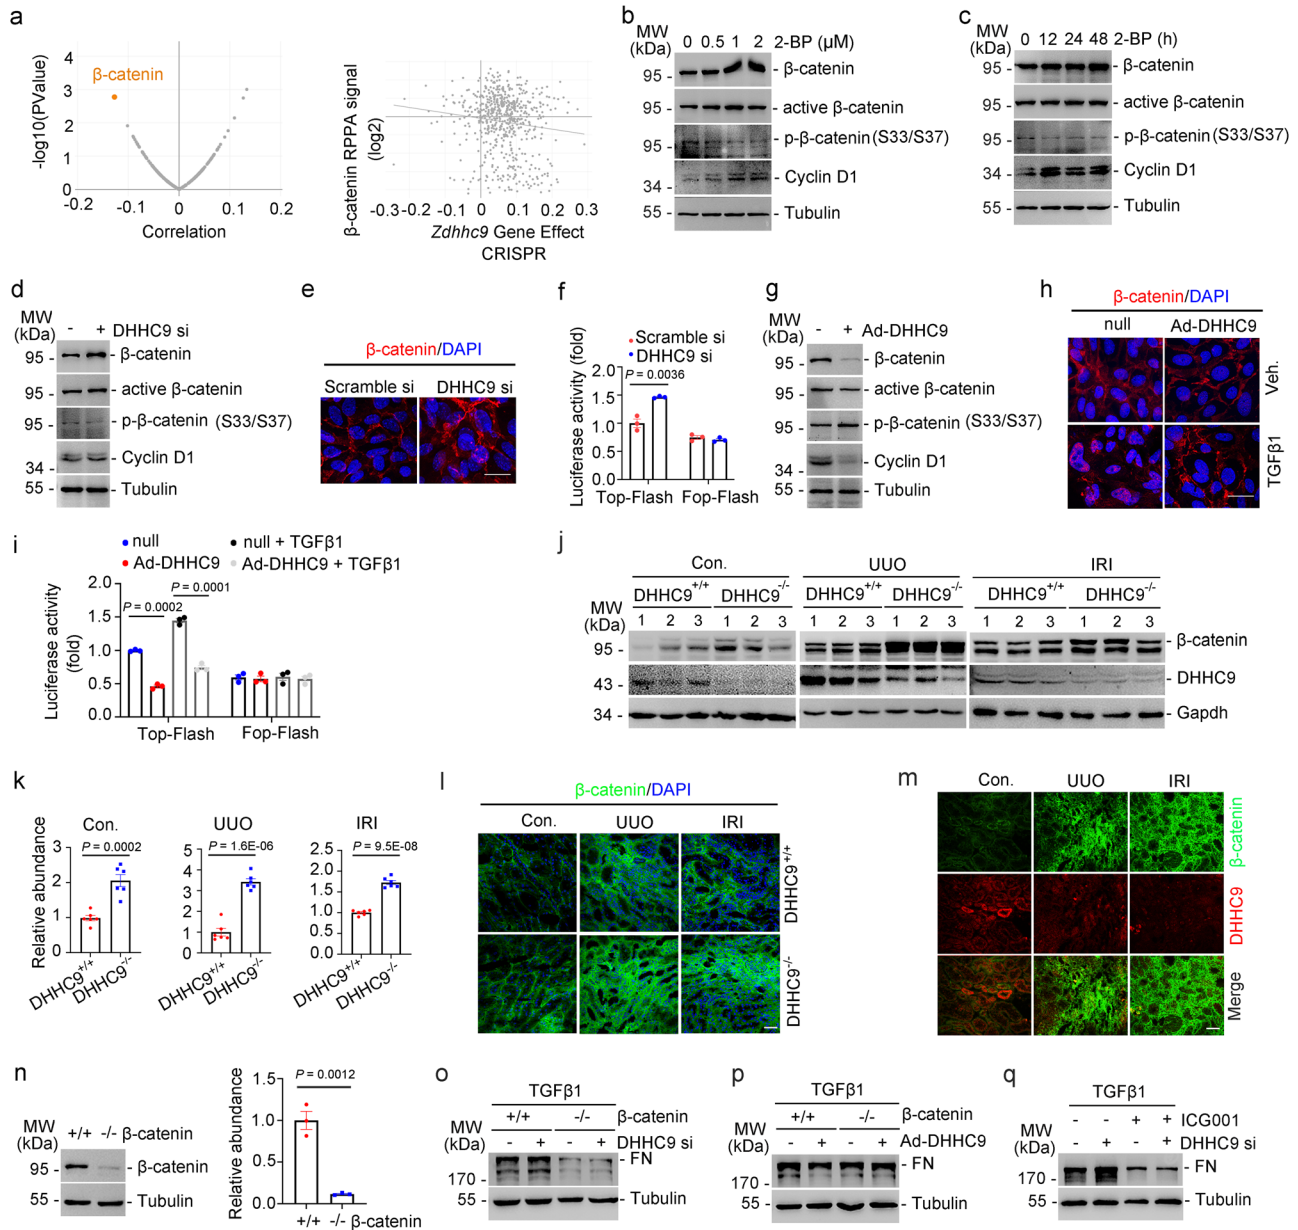 a
4
3
2
1
0
-log10(PValue)
β-catenin
0.2
-0.1
0
0.1
0.2
Correlation
β-catenin RPPA signal
(log2)
-0.3
-0.2
-0.1
0
0.1
0.2
0.3
Zdhhc9 Gene Effect
CRISPR
b
MW
(kDa)
0 0.5 1 2 2-BP (µM)
95 - - β-catenin
95 - - active β-catenin
95 - - p-β-catenin (S33/S37)
34 - - Cyclin D1
55 - - Tubulin
c
MW
(kDa)
0 12 24 48 2-BP (h)
95 - - β-catenin
95 - - active β-catenin
95 - - p-β-catenin (S33/S37)
34 - - Cyclin D1
55 - - Tubulin
d
MW
(kDa)
- + DHHC9 si
95 - - β-catenin
95 - - active β-catenin
95 - - p-β-catenin (S33/S37)
34 - - Cyclin D1
55 - - Tubulin
e
β-catenin/DAPI
Scramble si DHHC9 si
f
Scramble si
DHHC9 si
P = 0.0036
Luciferase activity (fold)
2.0
1.5
1.0
0.5
0.0
Top-Flash Fop-Flash
g
MW
(kDa)
- + Ad-DHHC9
95 - - β-catenin
95 - - active β-catenin
95 - - p-β-catenin (S33/S37)
34 - - Cyclin D1
55 - - Tubulin
h
β-catenin/DAPI
null Ad-DHHC9
Veh.
TGFβ1
i
null
null + TGFβ1
Ad-DHHC9
Ad-DHHC9 + TGFβ1
P = 0.0001
P = 0.0002
Luciferase activity
(fold)
2.0
1.5
1.0
0.5
0.0
Top-Flash Fop-Flash
j
Con. UUO IRI
DHHC9+/+ DHHC9-/- DHHC9+/+ DHHC9-/- DHHC9+/+ DHHC9-/-
MW
(kDa)
1 2 3 1 2 3 1 2 3 1 2 3 1 2 3 1 2 3
95 - - β-catenin
43 - - DHHC9
34 - - Gapdh
k
Relative abundance
Con.
P = 0.0002
3
2
1
0
DHHC9+/+ DHHC9-/-
UUO
P = 1.6E-06
5
4
3
2
1
0
DHHC9+/+ DHHC9-/-
IRI
P = 9.5E-08
2.5
2.0
1.5
1.0
0.5
0
DHHC9+/+ DHHC9-/-
l
β-catenin/DAPI
Con. UUO IRI
DHHC9+/+
DHHC9-/-
m
Con. UUO IRI
β-catenin
DHHC9
Merge
n
MW
(kDa)
+/+ -/- β-catenin
95 - - β-catenin
55 - - Tubulin
Relative abundance
P = 0.0012
1.5
1.0
0.5
0.0
+/+ -/- β-catenin
o
TGFβ1
+/+ -/- β-catenin
MW
(kDa)
- + - + DHHC9 si
- FN
170 -
55 - - Tubulin
p
TGFβ1
+/+ -/- β-catenin
MW
(kDa)
- + - + Ad-DHHC9
- FN
170 -
55 - - Tubulin
q
TGFβ1
MW
(kDa)
- - + + ICG001
- + - + DHHC9 si
- FN
170 -
55 - - Tubulin